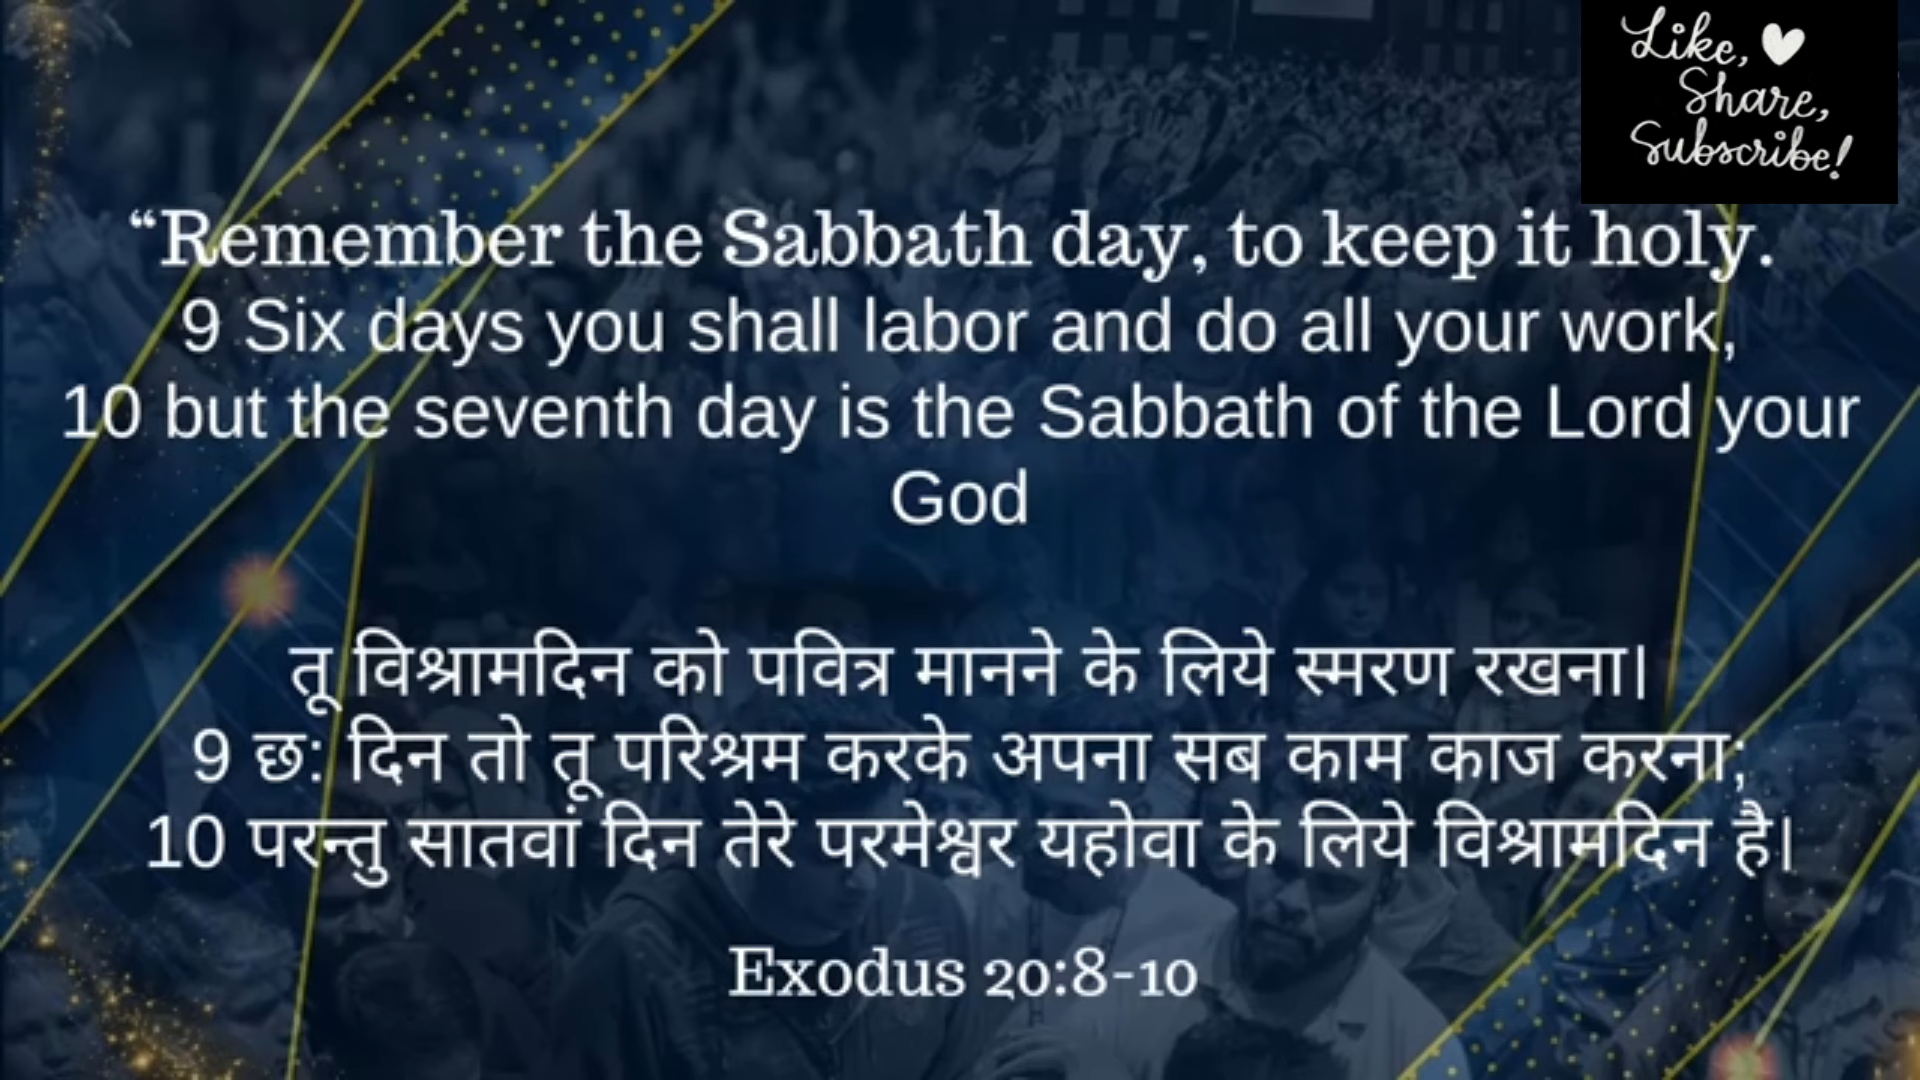 Like,
Share,
Subscribe!
“Remember the Sabbath day, to keep it holy.
9 Six days you shall labor and do all your work,
10 but the seventh day is the Sabbath of the Lord your
God
तू विश्रामदिन को पवित्र मानने के लिये स्मरण रखना।
9 छ: दिन तो तू परिश्रम करके अपना सब काम काज करना;
10 परन्तु सातवां दिन तेरे परमेश्वर यहोवा के लिये विश्रामदिन है।
Exodus 20:8-10